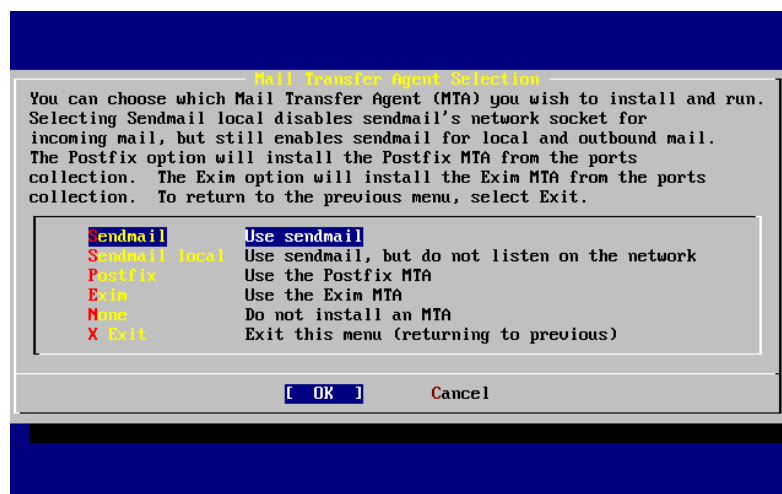 Mail Transfer Agent Selection
You can choose which Mail Transfer Agent (MTA) you wish to install and run.
Selecting Sendmail local disables sendmail's network socket for
incoming mail, but still enables sendmail for local and outbound mail.
The Postfix option will install the Postfix MTA from the ports
collection.  The Exim option will install the Exim MTA from the ports
collection.  To return to the previous menu, select Exit.
Sendmail Use sendmail
Sendmail local Use sendmail, but do not listen on the network
Postfix Use the Postfix MTA
Exim Use the Exim MTA
None Do not install an MTA
X Exit Exit this menu (returning to previous)
[ OK ] Cancel